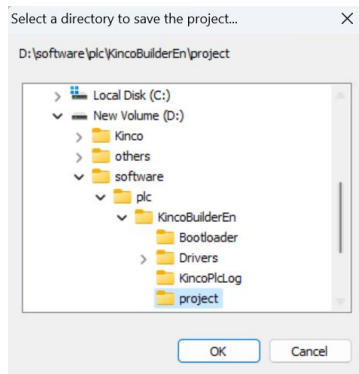 Select a directory to save the project...
D:\software\plc\KincoBuilderEn\project
Local Disk (C:)
New Volume (D:)
Kinco
others
software
plc
KincoBuilderEn
Bootloader
Drivers
KincoPlcLog
project
OK Cancel